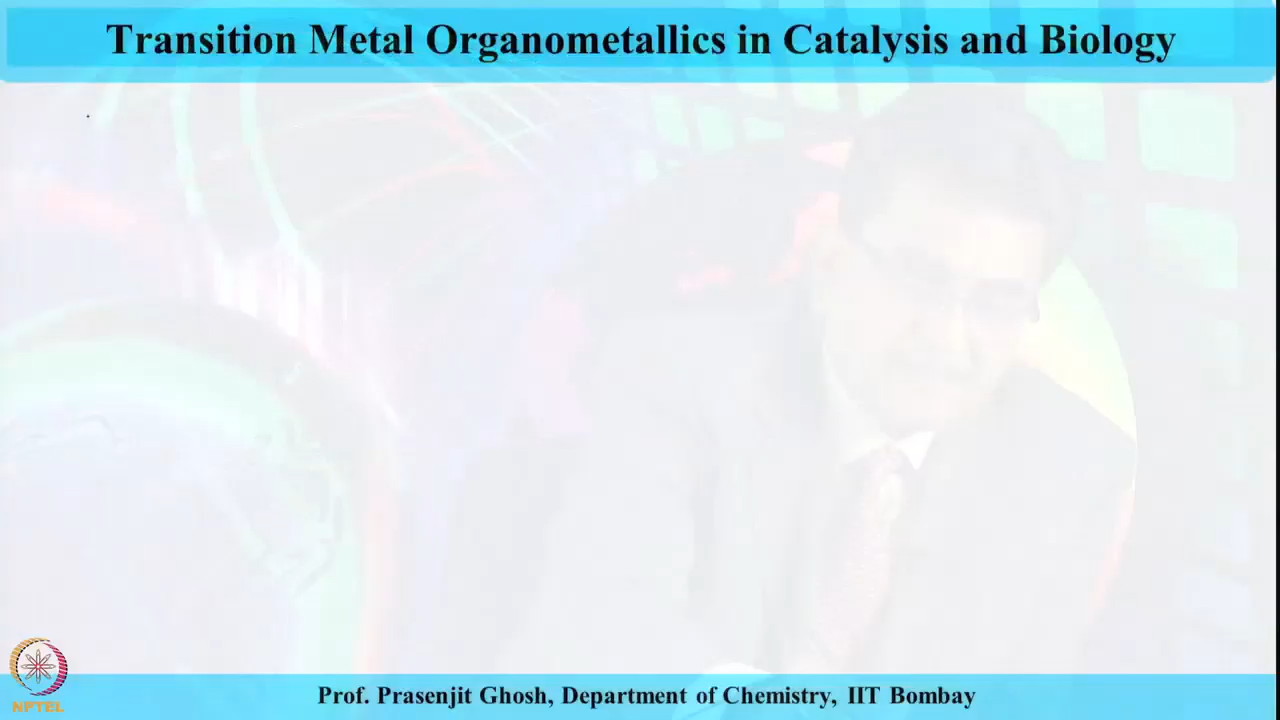 Transition Metal Organometallics in Catalysis and Biology
Prof. Prasenjit Ghosh, Department of Chemistry, IIT Bombay
NPTEL